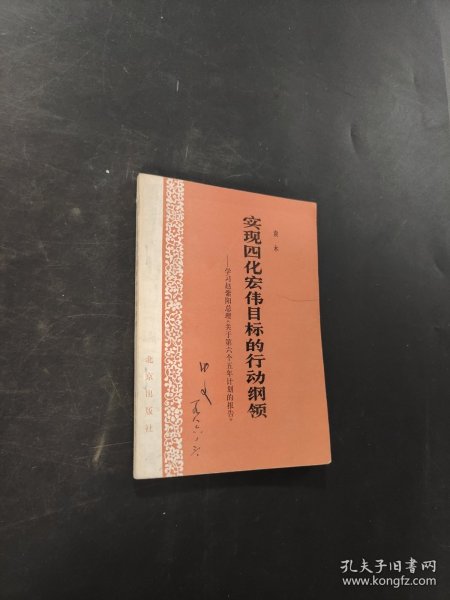 袁木
实现四化宏伟目标的行动纲领
——学习赵紫阳总理“关于第六个五年计划的报告”
北京出版社
孔夫子旧书网
www.kongfz.com